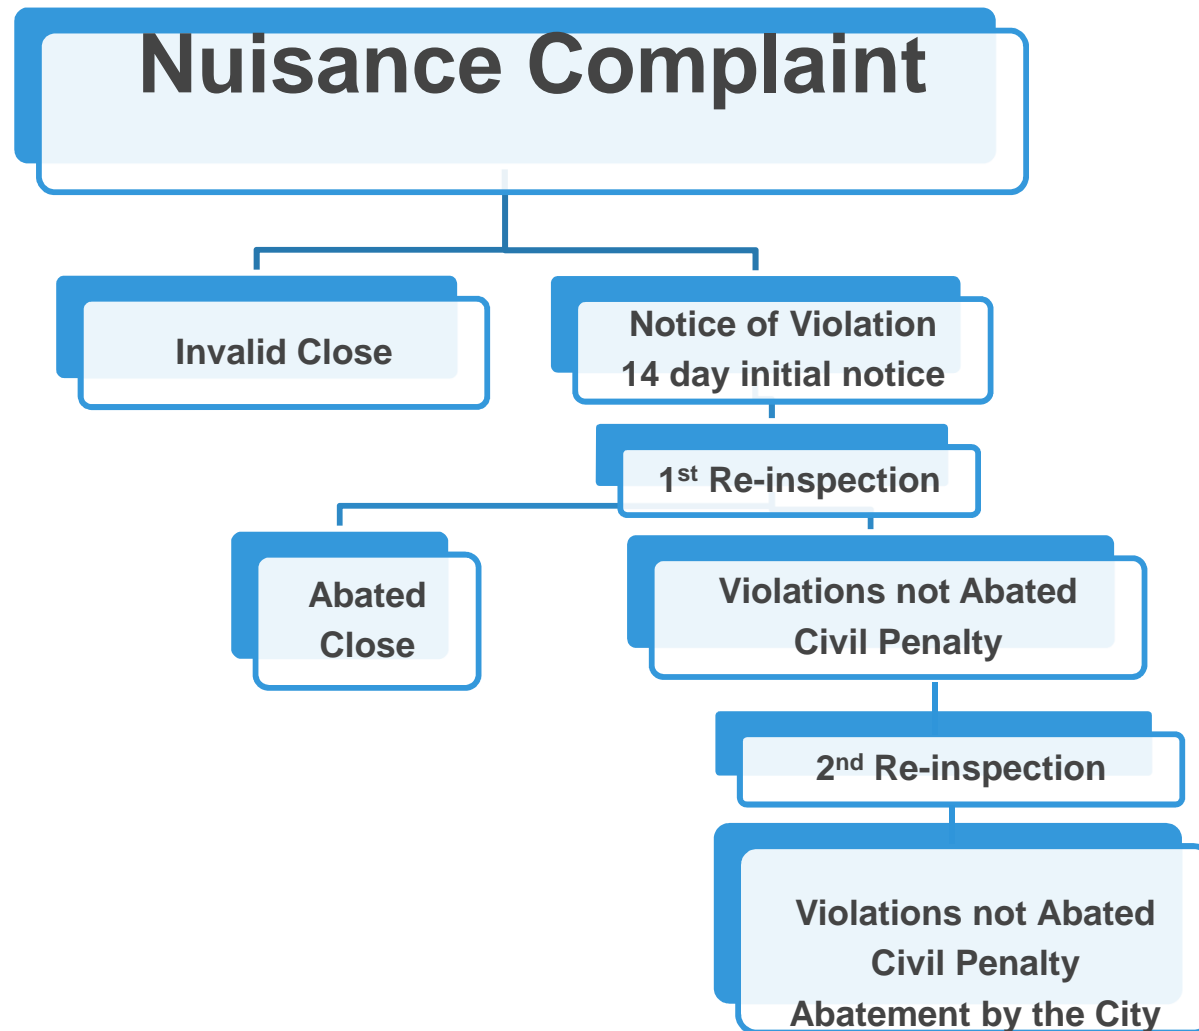 Nuisance Complaint
Invalid Close
Notice of Violation
14 day initial notice
1st Re-inspection
Abated
Close
Violations not Abated
Civil Penalty
2nd Re-inspection
Violations not Abated
Civil Penalty
Abatement by the City